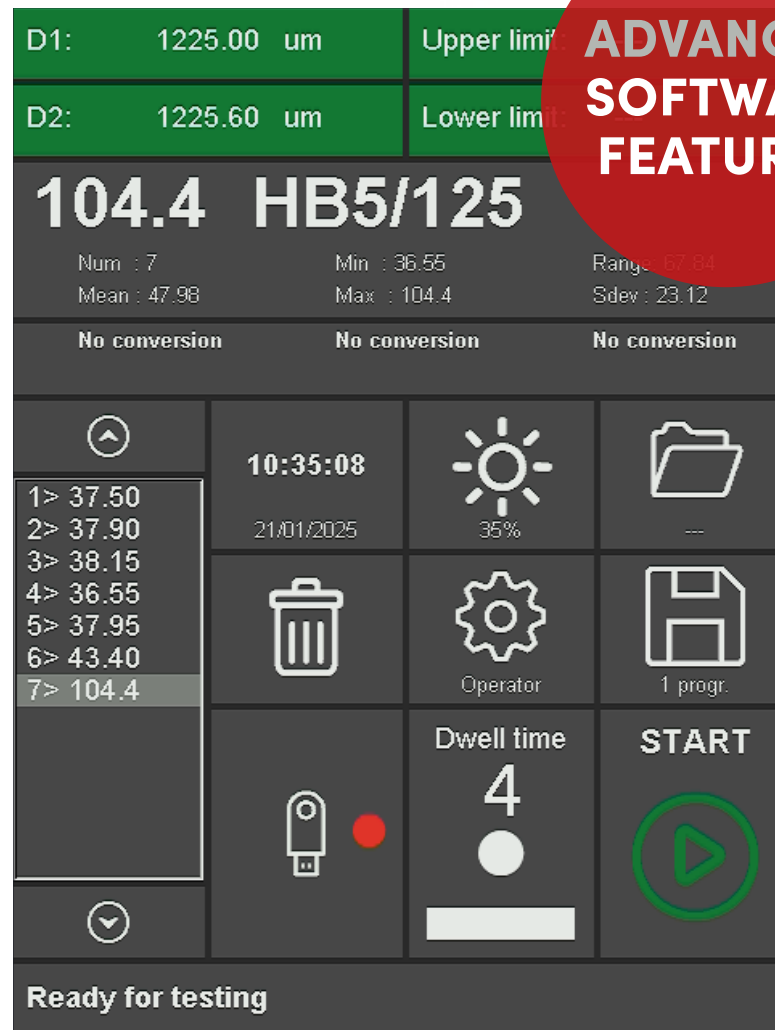 D1: 1225.00 um Upper limit: ADVANC
D2: 1225.60 um Lower limit: --- SOFTWA
FEATUR
104.4 HB5/125
Num : 7 Min : 36.55 Range: 67.84
Mean : 47.98 Max : 104.4 Sdev : 23.12
No conversion No conversion No conversion
10:35:08
21/01/2025 35% ---
1> 37.50
2> 37.90
3> 38.15
4> 36.55
5> 37.95
6> 43.40
7> 104.4
Operator 1 progr.
Dwell time START
4
Ready for testing